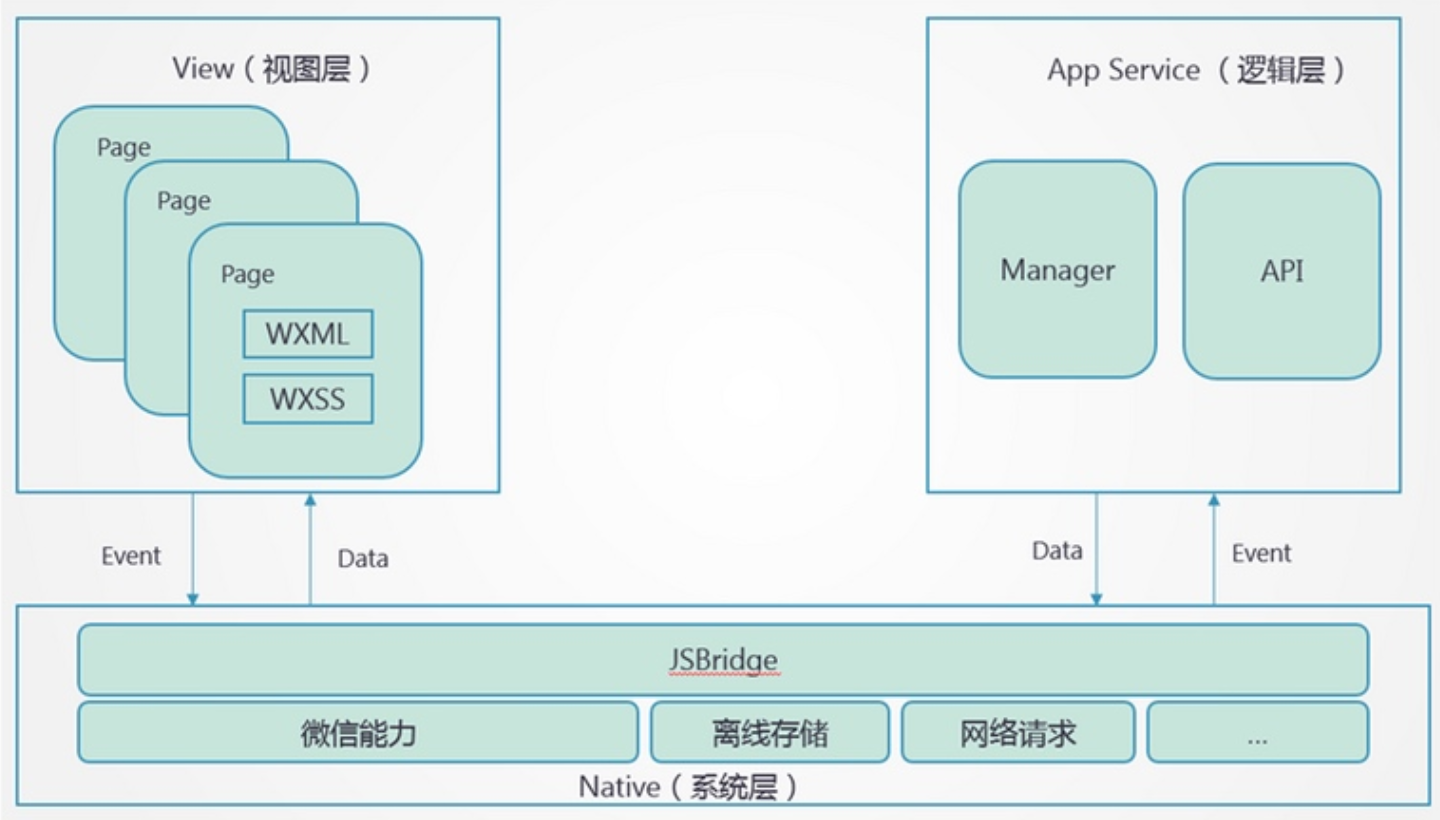 View（视图层）
Page
Page
Page
WXML
WXSS
App Service （逻辑层）
Manager
API
Event
Data
Data
Event
JSBridge
微信能力
离线存储
网络请求
...
Native（系统层）